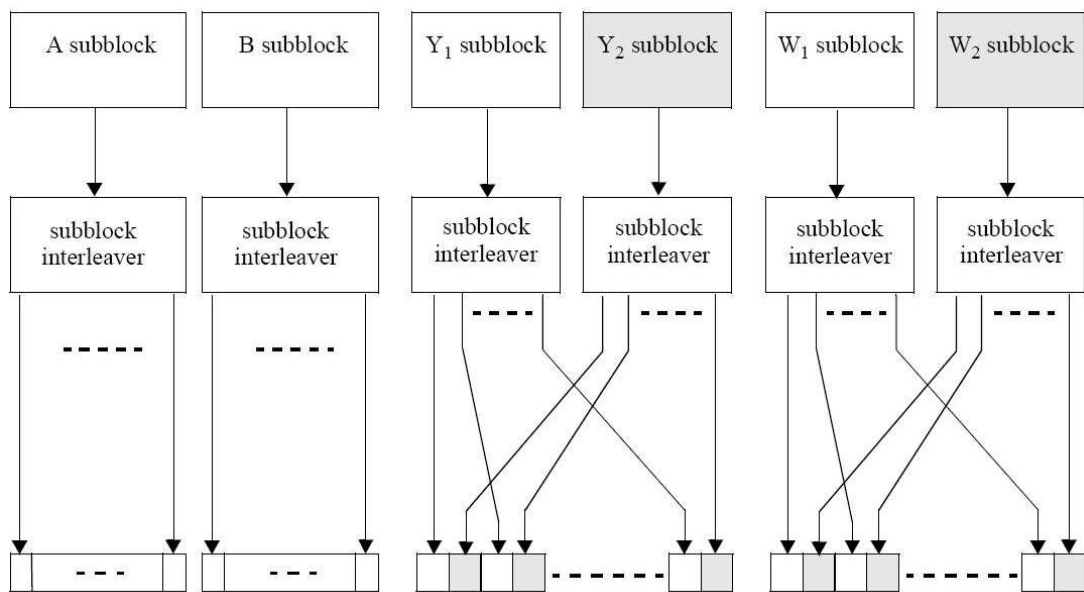 A subblock
B subblock
Y₁ subblock
Y₂ subblock
W₁ subblock
W₂ subblock
subblock
interleaver
subblock
interleaver
subblock
interleaver
subblock
interleaver
subblock
interleaver
subblock
interleaver